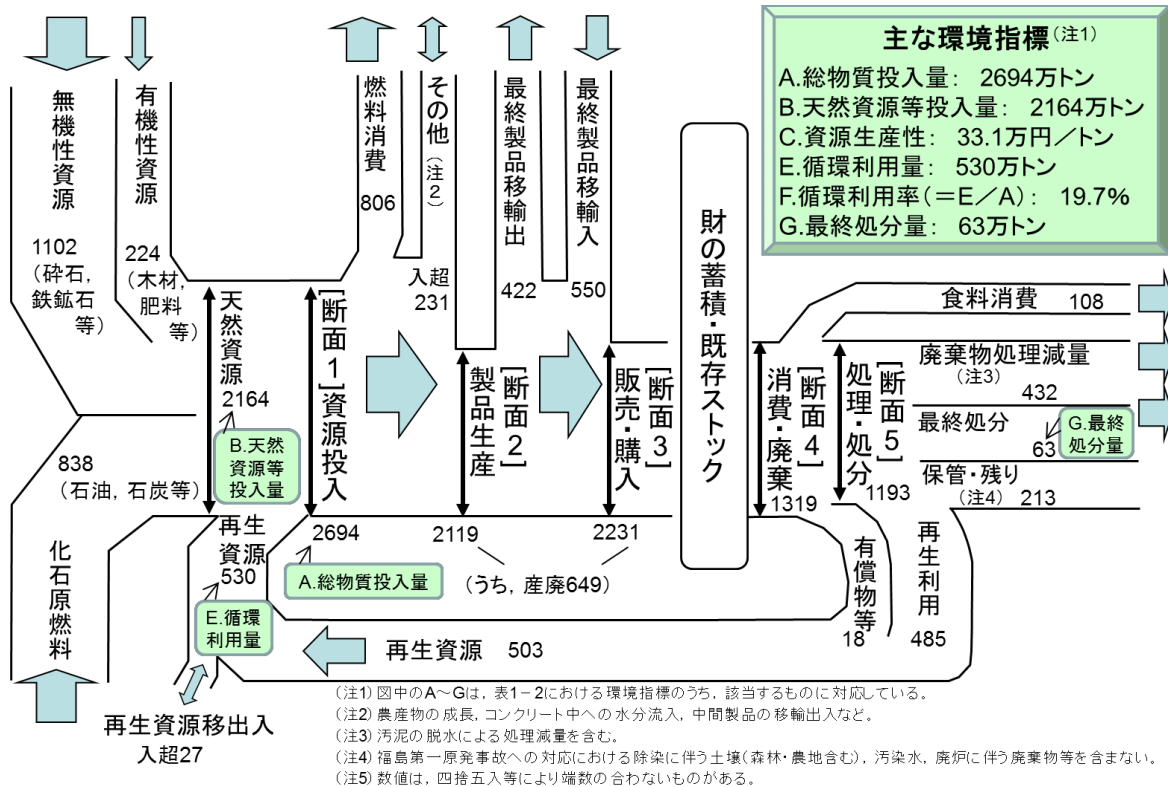 主な環境指標(注1)
A.総物質投入量: 2694万トン
B.天然資源等投入量: 2164万トン
C.資源生産性: 33.1万円/トン
E.循環利用量: 530万トン
F.循環利用率(=E/A): 19.7%
G.最終処分量: 63万トン
無機性資源
1102
(砕石,
鉄鉱石
等)
有機性資源
224
(木材,
肥料
等)
燃料消費
806
その他(注2)
入超
231
最終製品移輸出
422
最終製品移輸入
550
天然資源
2164
B.天然
資源等
投入量
[断面1]資源投入
[断面2]
製品生産
[断面3]
販売・購入
財の蓄積・既存ストック
[断面4]
消費・廃棄
1319
[断面5]
処理・処分
1193
食料消費 108
廃棄物処理減量
(注3)
432
最終処分
63
G.最終
処分量
保管・残り
(注4) 213
838
(石油, 石炭等)
化石原燃料
再生
資源
530
E.循環
利用量
2694
A.総物質投入量
2119
2231
(うち, 産廃649)
有償物等
18
再生利用
485
再生資源 503
再生資源移出入
入超27
(注1) 図中のA~Gは, 表1-2における環境指標のうち, 該当するものに対応している。
(注2) 農産物の成長, コンクリート中への水分流入, 中間製品の移輸出入など。
(注3) 汚泥の脱水による処理減量を含む。
(注4) 福島第一原発事故への対応における除染に伴う土壌(森林・農地含む), 汚染水, 廃炉に伴う廃棄物等を含まない。
(注5) 数値は, 四捨五入等により端数の合わないものがある。